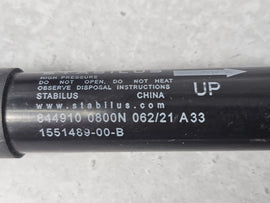 HIGH PRESSURE
DO NOT OPEN, DO NOT HEAT
OBSERVE DISPOSAL INSTRUCTIONS
STABILUS CHINA
www.stabilus.com
UP
844910 0800N 062/21 A33
1551489-00-B